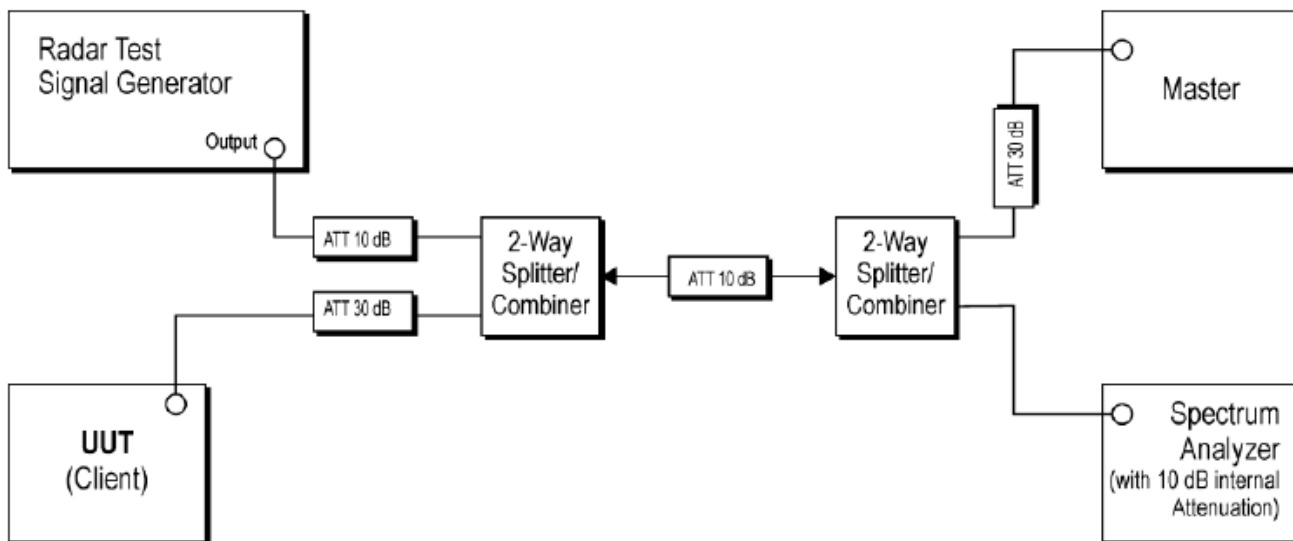 Radar Test
Signal Generator
Output
Master
ATT 30 dB
ATT 10 dB
2-Way
Splitter/
Combiner
ATT 10 dB
2-Way
Splitter/
Combiner
ATT 30 dB
UUT
(Client)
Spectrum
Analyzer
(with 10 dB internal
Attenuation)